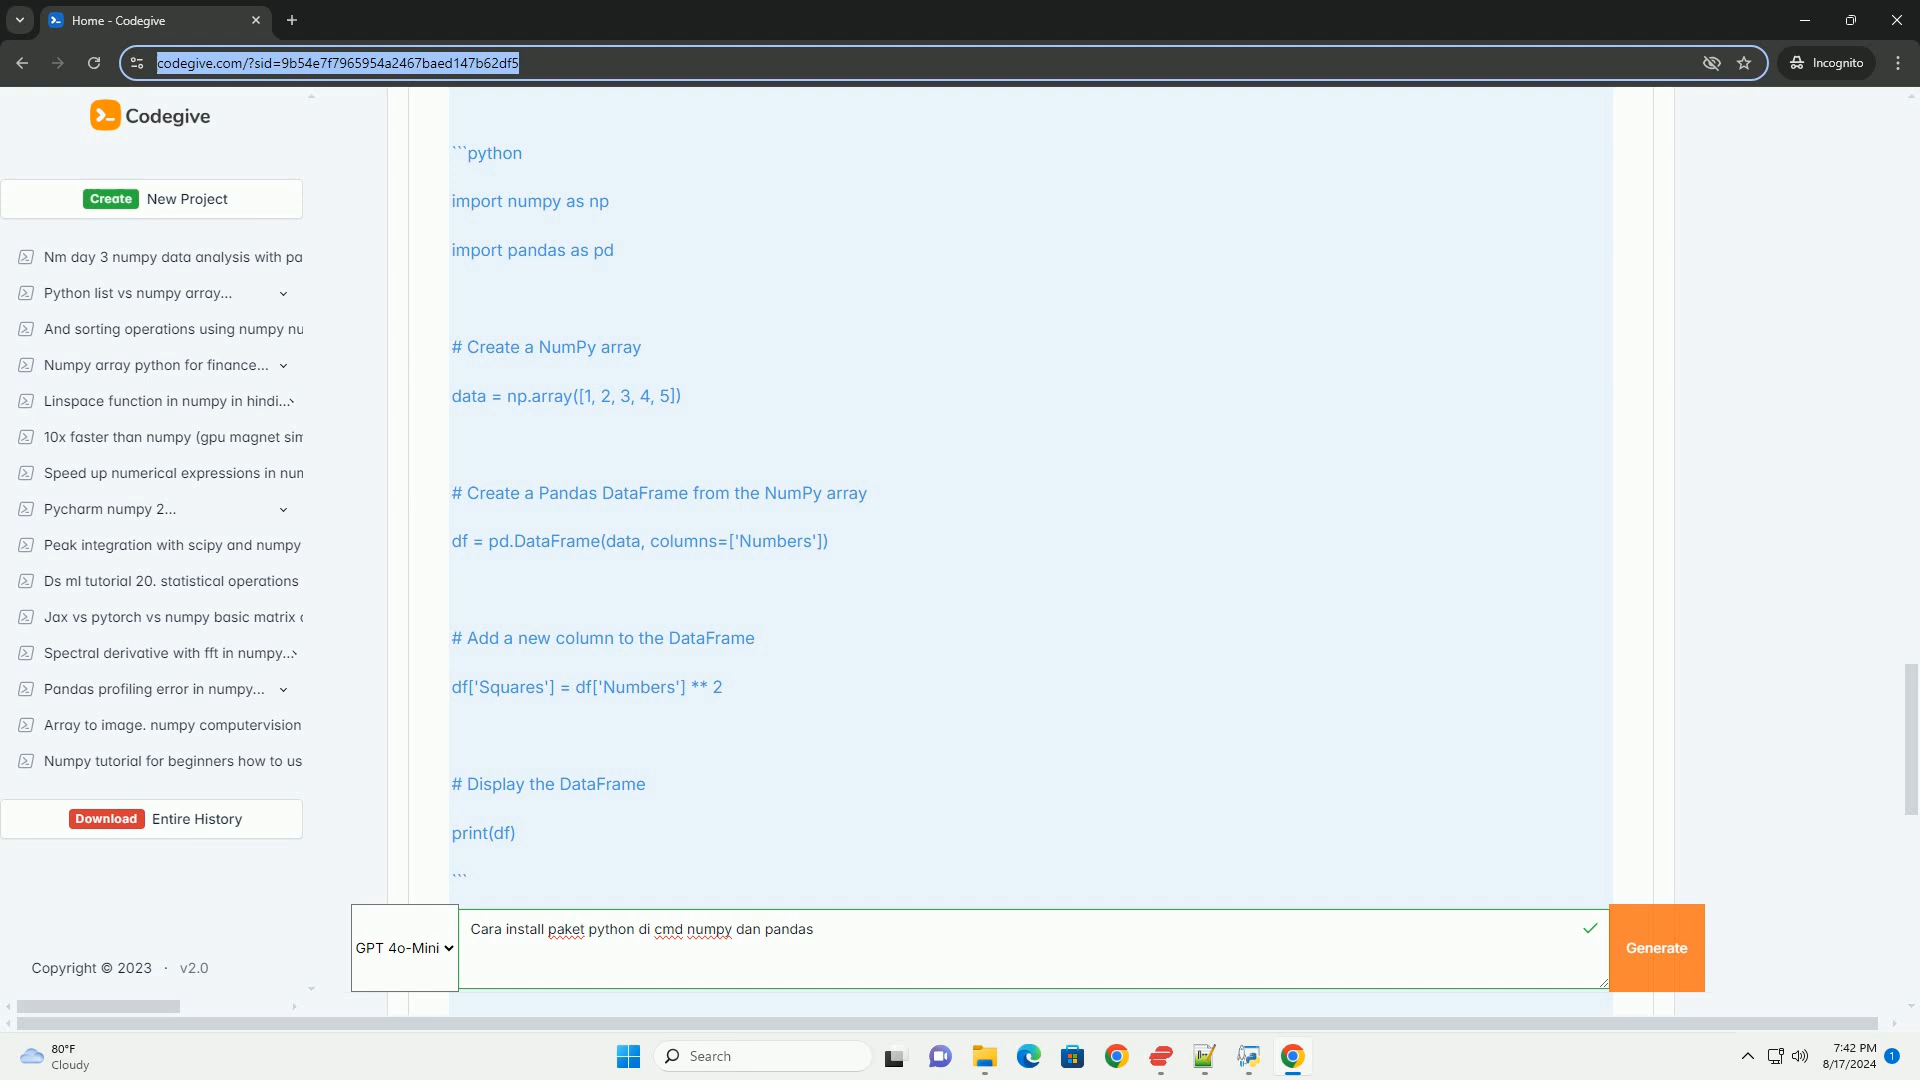 Home - Codegive
codegive.com/?sid=9b54e7f7965954a2467baed147b62df5
Incognito
Codegive
Create New Project
Nm day 3 numpy data analysis with pa
Python list vs numpy array...
And sorting operations using numpy nu
Numpy array python for finance...
Linspace function in numpy in hindi...
10x faster than numpy (gpu magnet sim
Speed up numerical expressions in num
Pycharm numpy 2...
Peak integration with scipy and numpy
Ds ml tutorial 20. statistical operations
Jax vs pytorch vs numpy basic matrix
Spectral derivative with fft in numpy...
Pandas profiling error in numpy...
Array to image. numpy computervision
Numpy tutorial for beginners how to us
Download Entire History
Copyright © 2023 · v2.0
```python
import numpy as np
import pandas as pd
# Create a NumPy array
data = np.array([1, 2, 3, 4, 5])
# Create a Pandas DataFrame from the NumPy array
df = pd.DataFrame(data, columns=['Numbers'])
# Add a new column to the DataFrame
df['Squares'] = df['Numbers'] ** 2
# Display the DataFrame
print(df)
```
GPT 4o-Mini
Cara install paket python di cmd numpy dan pandas
Generate
80°F
Cloudy
Search
7:42 PM
8/17/2024
1